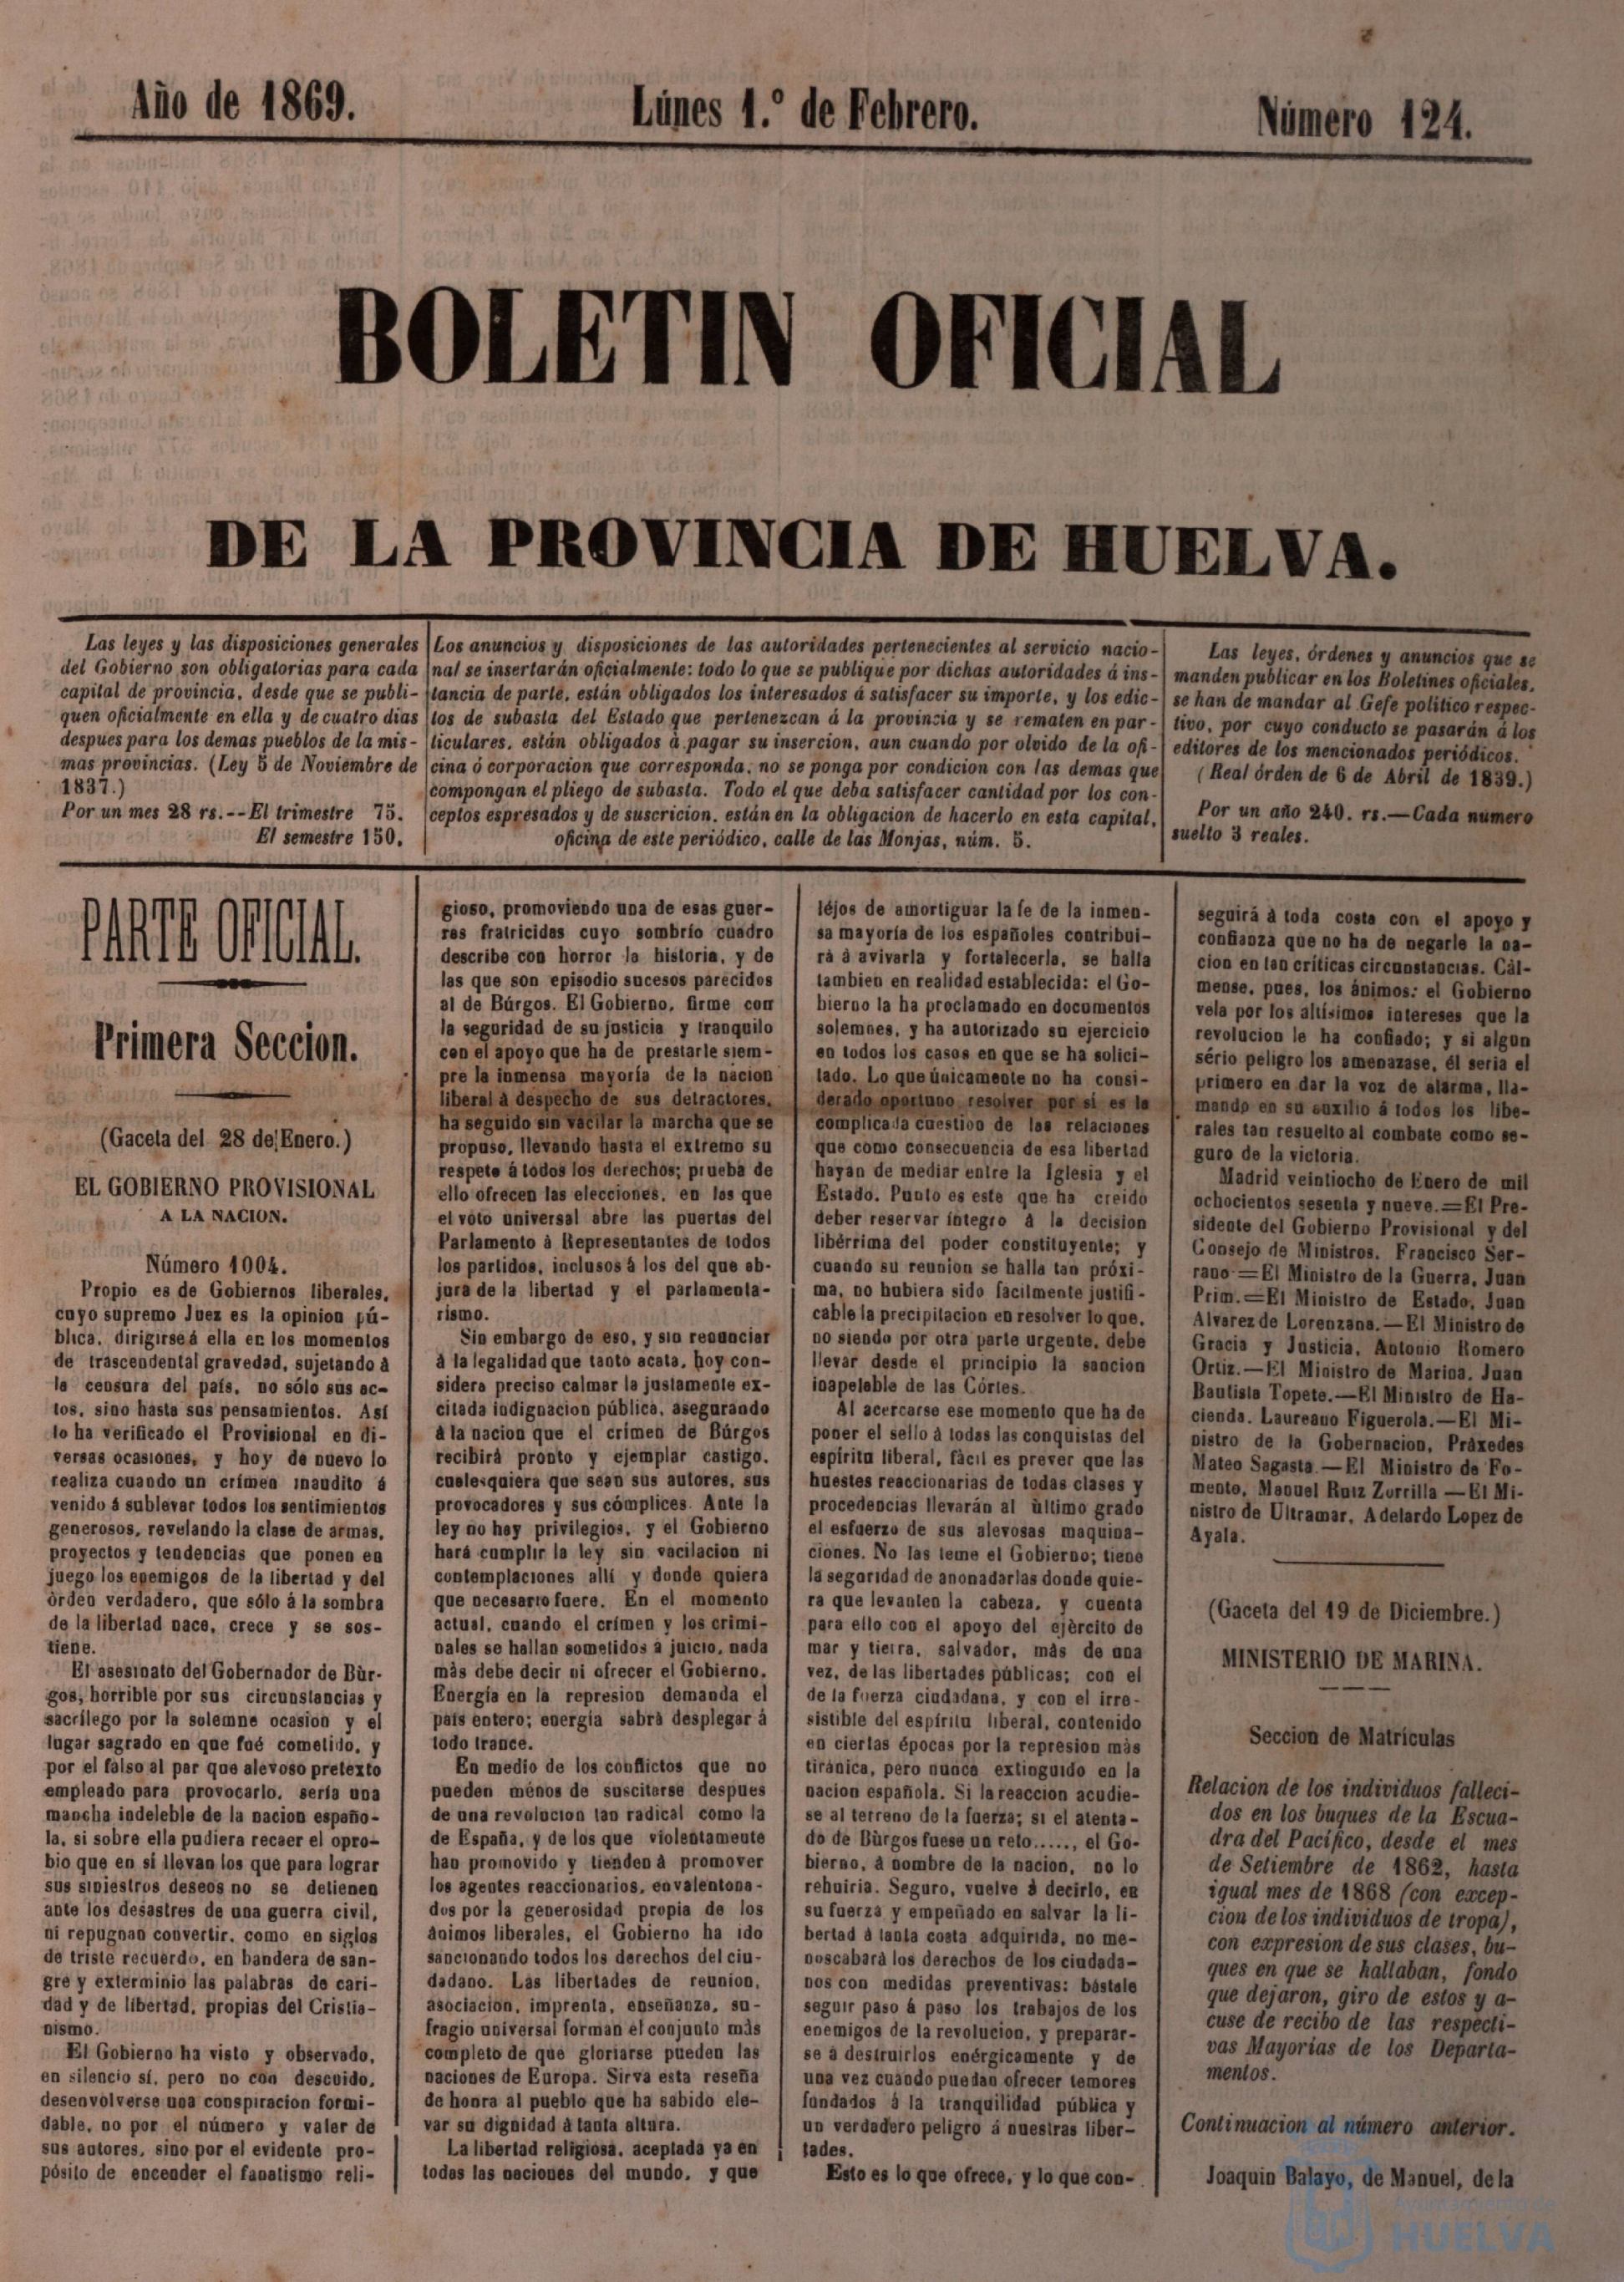 Año de 1869.
Lúnes 1.º de Febrero.
Número 124.
BOLETIN OFICIAL
DE LA PROVINCIA DE HUELVA.
Las leyes y las disposiciones generales
del Gobierno son obligatorias para cada
capital de provincia, desde que se publi-
quen oficialmente en ella y de cuatro dias
despues para los demas pueblos de la mis-
mas provincias. (Ley 5 de Noviembre de
1837.)
Por un mes 28 rs.--El trimestre 75.
El semestre 150.
Los anuncios y disposiciones de las autoridades pertenecientes al servicio nacio-
nal se insertarán oficialmente: todo lo que se publique por dichas autoridades á ins-
tancia de parte, están obligados los interesados á satisfacer su importe, y los edic-
tos de subasta del Estado que pertenezcan á la provincia y se rematen en par-
ticulares, están obligados á pagar su insercion, aun cuando por olvido de la ofi-
cina ó corporacion que corresponda, no se ponga por condicion con las demas que
compongan el pliego de subasta. Todo el que deba satisfacer cantidad por los con-
ceptos espresados y de suscricion, están en la obligacion de hacerlo en esta capital,
oficina de este periódico, calle de las Monjas, núm. 5.
Las leyes, órdenes y anuncios que se
manden publicar en los Boletines oficiales,
se han de mandar al Gefe politico respec-
tivo, por cuyo conducto se pasarán á los
editores de los mencionados periódicos.
(Real órden de 6 de Abril de 1839.)
Por un año 240. rs.—Cada número
suelto 3 reales.
PARTE OFICIAL.
Primera Seccion.
(Gaceta del 28 de Enero.)
EL GOBIERNO PROVISIONAL
A LA NACION.
Número 1004.
Propio es de Gobiernos liberales,
cuyo supremo Juez es la opinion pú-
blica, dirigirse á ella en los momentos
de trascendental gravedad, sujetando á
la censura del país, no sólo sus ac-
tos, sino hasta sus pensamientos. Así
lo ha verificado el Provisional en di-
versas ocasiones, y hoy de nuevo lo
realiza cuando un crímen inaudito á
venido á sublevar todos los sentimientos
generosos, revelando la clase de armas,
proyectos y tendencias que ponen en
juego los enemigos de la libertad y del
órden verdadero, que sólo á la sombra
de la libertad nace, crece y se sos-
tiene.
El asesinato del Gobernador de Búr-
gos, horrible por sus circunstancias y
sacrílego por la solemne ocasion y el
lugar sagrado en que fué cometido, y
por el falso al par que alevoso pretexto
empleado para provocarlo, sería una
mancha indeleble de la nacion españo-
la, si sobre ella pudiera recaer el opro-
bio que en sí llevan los que para lograr
sus siniestros deseos no se detienen
ante los desastres de una guerra civil,
ni repugnan convertir, como en siglos
de triste recuerdo, en bandera de san-
gre y exterminio las palabras de cari-
dad y de libertad, propias del Cristia-
nismo.
El Gobierno ha visto y observado,
en silencio sí, pero no con descuido,
desenvolverse una conspiracion formi-
dable, no por el número y valer de
sus autores, sino por el evidente pro-
pósito de encender el fanatismo reli-
gioso, promoviendo una de esas guer-
ras fratricidas cuyo sombrío cuadro
describe con horror la historia, y de
las que son episodio sucesos parecidos
al de Búrgos. El Gobierno, firme con
la seguridad de su justicia y tranquilo
con el apoyo que ha de prestarle siem-
pre la inmensa mayoría de la nacion
liberal á despecho de sus detractores,
ha seguido sin vacilar la marcha que se
propuso, llevando hasta el extremo su
respeto á todos los derechos; prueba de
ello ofrecen las elecciones, en las que
el voto universal abre las puertas del
Parlamento á Representantes de todos
los partidos, inclusos á los del que ab-
jura de la libertad y el parlamenta-
rismo.
Sin embargo de eso, y sin renunciar
á la legalidad que tanto acata, hoy con-
sidera preciso calmar la justamente ex-
citada indignacion pública, asegurando
á la nacion que el crímen de Búrgos
recibirá pronto y ejemplar castigo,
cualesquiera que sean sus autores, sus
provocadores y sus cómplices. Ante la
ley no hay privilegios, y el Gobierno
hará cumplir la ley sin vacilacion ni
contemplaciones allí y donde quiera
que necesario fuere. En el momento
actual, cuando el crímen y los crimi-
nales se hallan sometidos á juicio, nada
más debe decir ni ofrecer el Gobierno.
Energía en la represion demanda el
país entero; energía sabrá desplegar á
todo trance.
En medio de los conflictos que no
pueden ménos de suscitarse despues
de una revolucion tan radical como la
de España, y de los que violentamente
han promovido y tienden á promover
los agentes reaccionarios, envalentona-
dos por la generosidad propia de los
ánimos liberales, el Gobierno ha ido
sancionando todos los derechos del ciu-
dadano. Las libertades de reunion,
asociacion, imprenta, enseñanza, su-
fragio universal forman el conjunto más
completo de que gloriarse pueden las
naciones de Europa. Sirva esta reseña
de honra al pueblo que ha sabido ele-
var su dignidad á tanta altura.
La libertad religiosa, aceptada ya en
todas las naciones del mundo, y que
léjos de amortiguar la fe de la inmen-
sa mayoría de los españoles contribui-
rá á avivarla y fortalecerla, se halla
tambien en realidad establecida: el Go-
bierno la ha proclamado en documentos
solemnes, y ha autorizado su ejercicio
en todos los casos en que se ha solici-
tado. Lo que únicamente no ha consi-
derado oportuno resolver por sí es la
complicada cuestion de las relaciones
que como consecuencia de esa libertad
hayan de mediar entre la Iglesia y el
Estado. Punto es este que ha creido
deber reservar íntegro á la decision
libérrima del poder constituyente; y
cuando su reunion se halla tan próxi-
ma, no hubiera sido facilmente justifi-
cable la precipitacion en resolver lo que,
no siendo por otra parte urgente, debe
llevar desde el principio la sancion
inapelable de las Córtes.
Al acercarse ese momento que ha de
poner el sello á todas las conquistas del
espíritu liberal, fácil es prever que las
huestes reaccionarias de todas clases y
procedencias llevarán al último grado
el esfuerzo de sus alevosas maquina-
ciones. No las teme el Gobierno; tiene
la seguridad de anonadarlas donde quie-
ra que levanten la cabeza, y cuenta
para ello con el apoyo del ejército de
mar y tierra, salvador, más de una
vez, de las libertades públicas; con el
de la fuerza ciudadana, y con el irre-
sistible del espíritu liberal, contenido
en ciertas épocas por la represion más
tiránica, pero nunca extinguido en la
nacion española. Si la reaccion acudie-
se al terreno de la fuerza; si el atenta-
do de Búrgos fuese un reto....., el Go-
bierno, á nombre de la nacion, no lo
rehuiria. Seguro, vuelve á decirlo, en
su fuerza y empeñado en salvar la li-
bertad á tanta costa adquirida, no me-
noscabará los derechos de los ciudada-
nos con medidas preventivas: bástale
seguir paso á paso los trabajos de los
enemigos de la revolucion, y preparar-
se á destruirlos enérgicamente y de
una vez cuando puedan ofrecer temores
fundados á la tranquilidad pública y
un verdadero peligro á nuestras liber-
tades.
Esto es lo que ofrece, y lo que con-
seguirá á toda costa con el apoyo y
confianza que no ha de negarle la na-
cion en tan críticas circunstancias. Cál-
mense, pues, los ánimos: el Gobierno
vela por los altísimos intereses que la
revolucion le ha confiado; y si algun
sério peligro los amenazase, él seria el
primero en dar la voz de alarma, lla-
mando en su auxilio á todos los libe-
rales tan resuelto al combate como se-
guro de la victoria.
Madrid veintiocho de Enero de mil
ochocientos sesenta y nueve.=El Pre-
sidente del Gobierno Provisional y del
Consejo de Ministros, Francisco Ser-
rano=El Ministro de la Guerra, Juan
Prim.=El Ministro de Estado, Juan
Alvarez de Lorenzana.—El Ministro de
Gracia y Justicia, Antonio Romero
Ortiz.—El Ministro de Marina, Juan
Bautista Topete.—El Ministro de Ha-
cienda. Laureano Figuerola.—El Mi-
nistro de la Gobernacion, Práxedes
Mateo Sagasta.—El Ministro de Fo-
mento, Manuel Ruiz Zorrilla—El Mi-
nistro de Ultramar, Adelardo Lopez de
Ayala.
(Gaceta del 19 de Diciembre.)
MINISTERIO DE MARINA.
Seccion de Matrículas
Relacion de los individuos falleci-
dos en los buques de la Escua-
dra del Pacífico, desde el mes
de Setiembre de 1862, hasta
igual mes de 1868 (con excep-
cion de los individuos de tropa),
con expresion de sus clases, bu-
ques en que se hallaban, fondo
que dejaron, giro de estos y a-
cuse de recibo de las respecti-
vas Mayorías de los Departa-
mentos.
Continuacion al número anterior.
Joaquin Balayo, de Manuel, de la
Ayuntamiento de
HUELVA